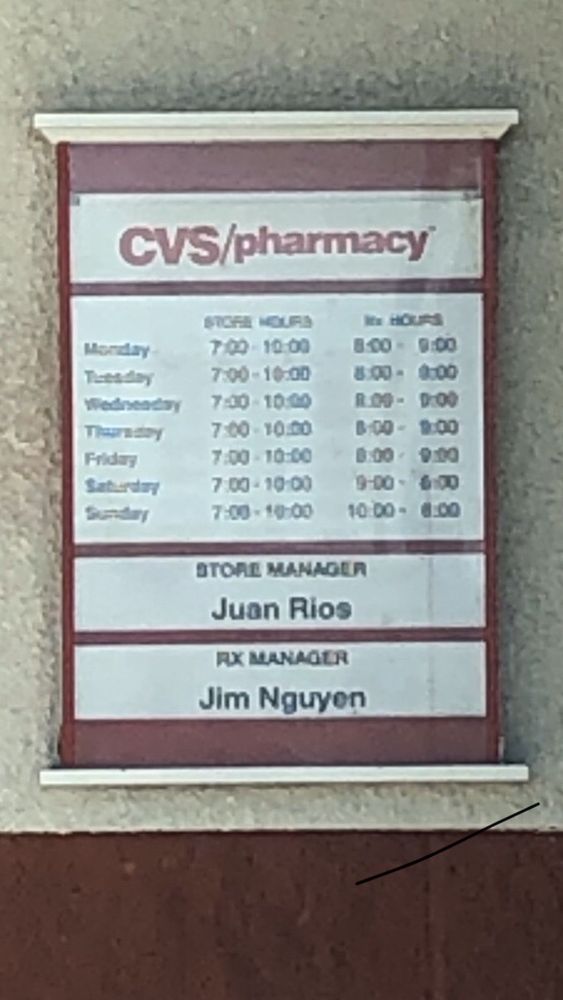 CVS/pharmacy
STORE HOURS Rx HOURS
Monday 7:00 - 10:00 8:00 - 9:00
Tuesday 7:00 - 10:00 8:00 - 9:00
Wednesday 7:00 - 10:00 8:00 - 9:00
Thursday 7:00 - 10:00 8:00 - 9:00
Friday 7:00 - 10:00 8:00 - 9:00
Saturday 7:00 - 10:00 9:00 - 6:00
Sunday 7:00 - 10:00 10:00 - 6:00
STORE MANAGER
Juan Rios
RX MANAGER
Jim Nguyen